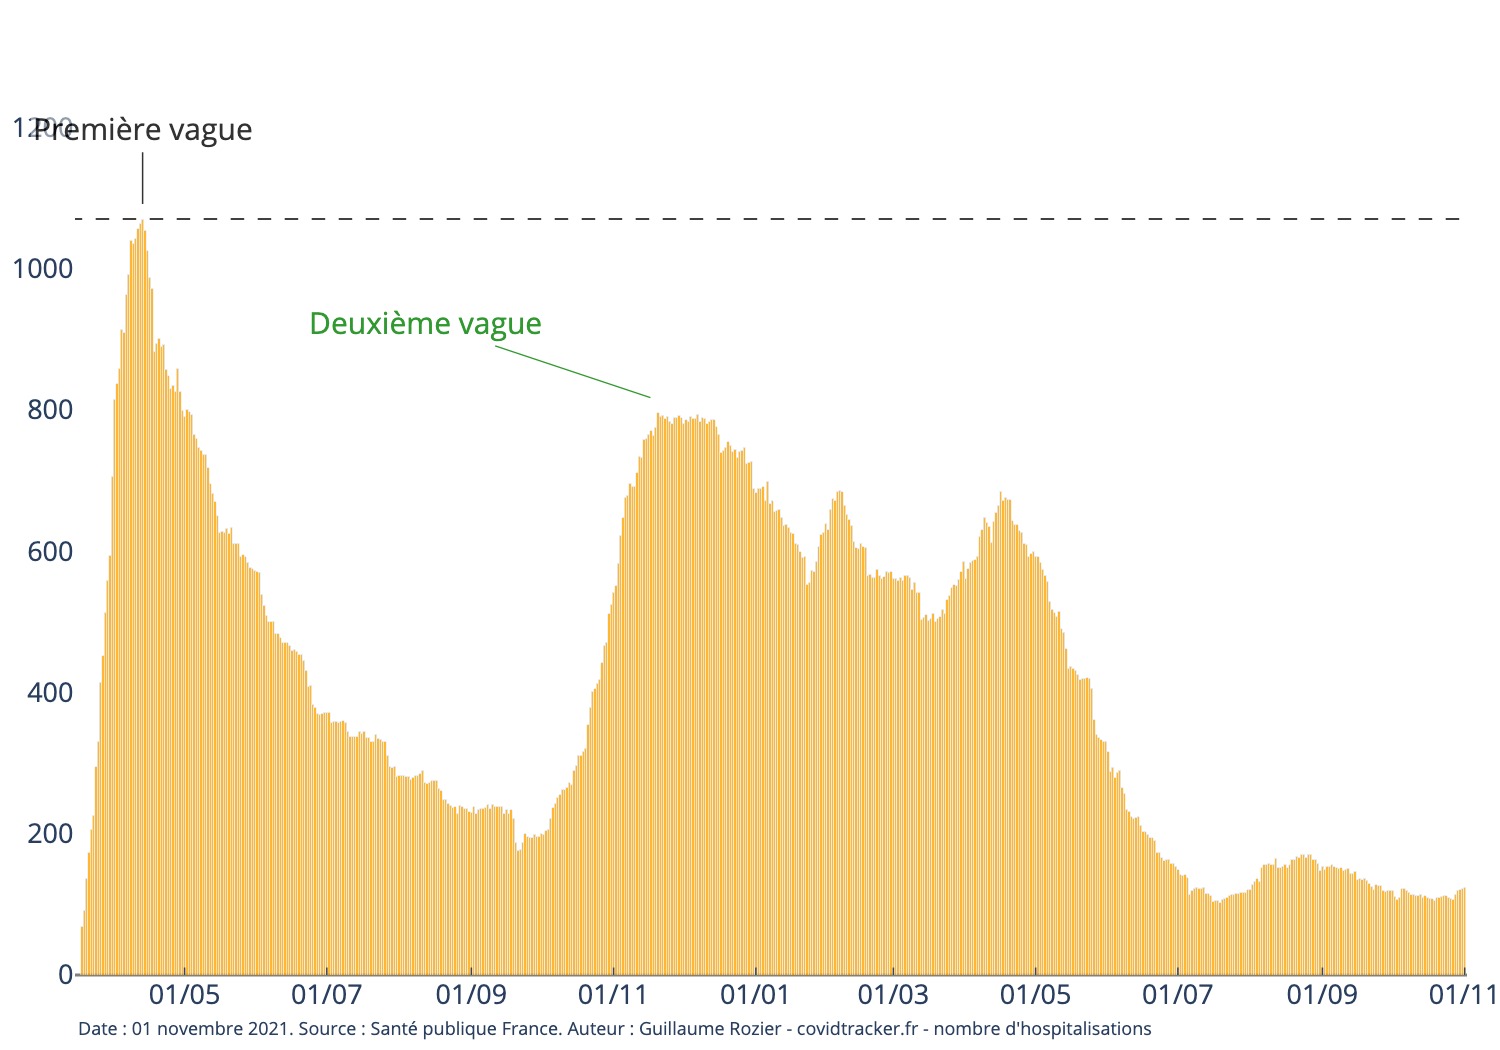 1200
Première vague
1000
Deuxième vague
800
600
400
200
0
01/05 01/07 01/09 01/11 01/01 01/03 01/05 01/07 01/09 01/11
Date : 01 novembre 2021. Source : Santé publique France. Auteur : Guillaume Rozier - covidtracker.fr - nombre d'hospitalisations